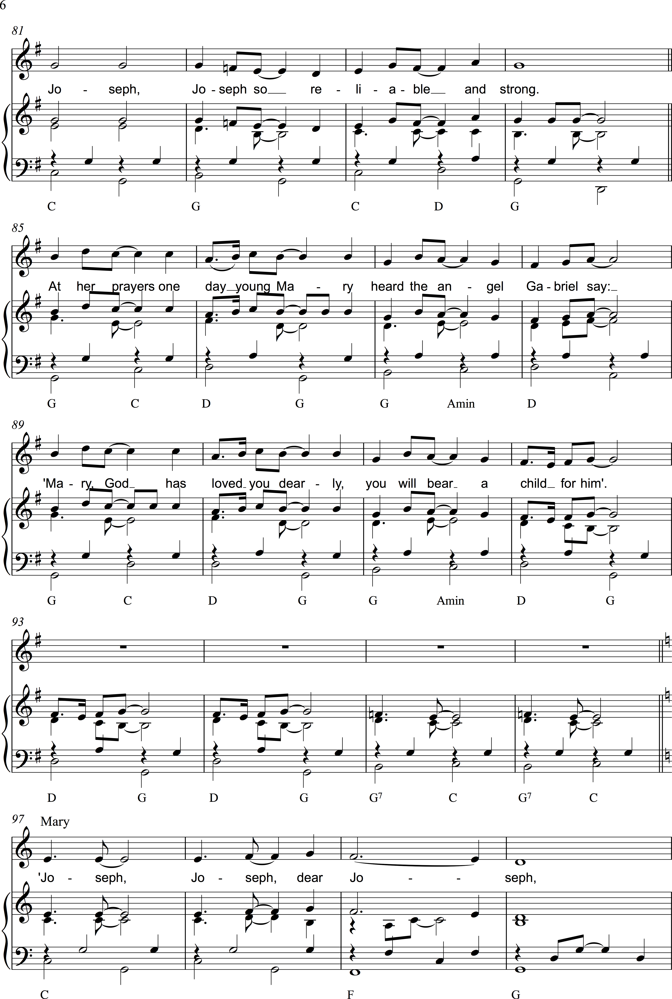 6
81
Jo - seph, Jo - seph so re - li - a - ble and strong.
C G C D G
85
At her prayers one day young Ma - ry heard the an - gel Ga - briel say:
G C D G G Amin D
89
'Ma - ry, God has loved you dear - ly, you will bear a child for him'.
G C D G G Amin D G
93
D G D G G7 C G7 C
97 Mary
'Jo - seph, Jo - seph, dear Jo - - seph,
C F G